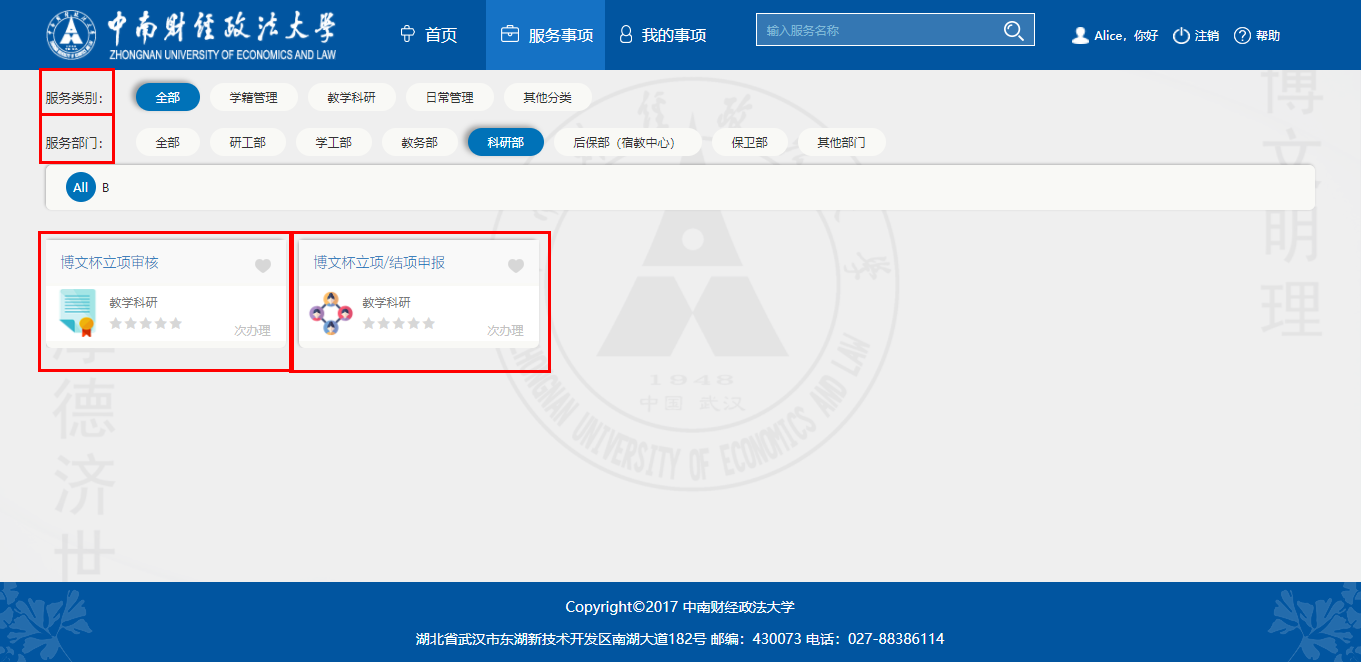 中南财经政法大学
ZHONGNAN UNIVERSITY OF ECONOMICS AND LAW
首页 服务事项 我的事项 输入服务名称 Alice，你好 注销 帮助
服务类别： 全部 学籍管理 教学科研 日常管理 其他分类
服务部门： 全部 研工部 学工部 教务部 科研部 后保部（宿教中心） 保卫部 其他部门
All B
博文杯立项审核
教学科研
次办理
博文杯立项/结项申报
教学科研
次办理
博文明理
厚德济世
1948
中国 武汉
ZHONGNAN UNIVERSITY OF ECONOMICS AND LAW
Copyright©2017 中南财经政法大学
湖北省武汉市东湖新技术开发区南湖大道182号 邮编：430073 电话：027-88386114